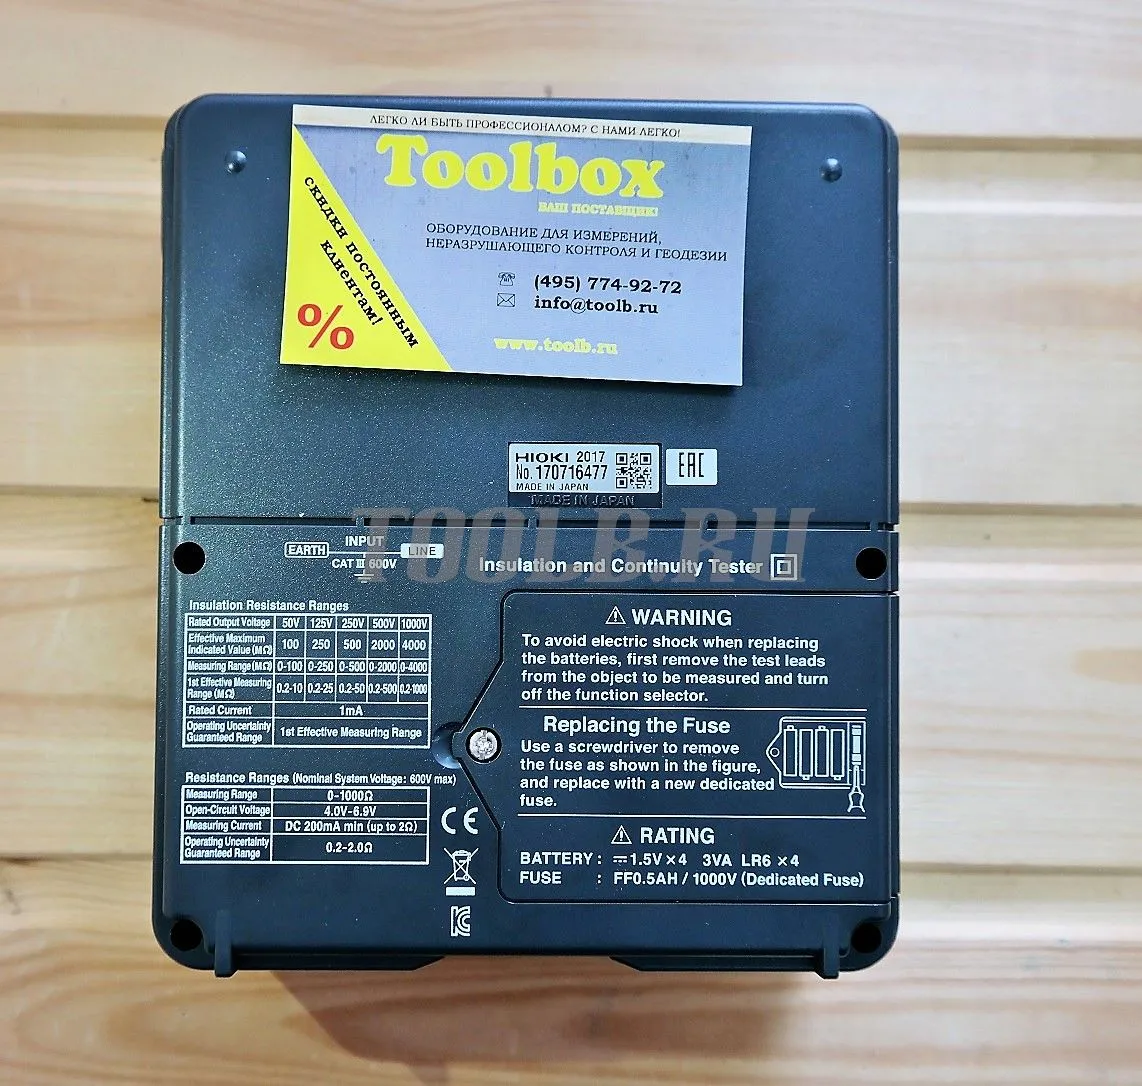 ЛЕГКО ЛИ БЫТЬ ПРОФЕССИОНАЛОМ? С НАМИ ЛЕГКО!
Toolbox
ВАШ ПОСТАВЩИК!
СКИДКИ ПОСТОЯННЫМ
КЛИЕНТАМ!
%
ОБОРУДОВАНИЕ ДЛЯ ИЗМЕРЕНИЙ,
НЕРАЗРУШАЮЩЕГО КОНТРОЛЯ И ГЕОДЕЗИИ
(495) 774-92-72
info@toolb.ru
www.toolb.ru
HIOKI 2017
No. 170716477
MADE IN JAPAN
MADE IN JAPAN
EAC
TOOLB.RU
INPUT
EARTH LINE
CAT III 600V
Insulation and Continuity Tester
Insulation Resistance Ranges
Rated Output Voltage 50V 125V 250V 500V 1000V
Effective Maximum
Indicated Value (MΩ) 100 250 500 2000 4000
Measuring Range (MΩ) 0-100 0-250 0-500 0-2000 0-4000
1st Effective Measuring
Range (MΩ) 0.2-10 0.2-25 0.2-50 0.2-500 0.2-1000
Rated Current 1mA
Operating Uncertainty
Guaranteed Range 1st Effective Measuring Range
Resistance Ranges (Nominal System Voltage: 600V max)
Measuring Range 0-1000Ω
Open-Circuit Voltage 4.0V-6.9V
Measuring Current DC 200mA min (up to 2Ω)
Operating Uncertainty
Guaranteed Range 0.2-2.0Ω
CE
⚠ WARNING
To avoid electric shock when replacing
the batteries, first remove the test leads
from the object to be measured and turn
off the function selector.
Replacing the Fuse
Use a screwdriver to remove
the fuse as shown in the figure,
and replace with a new dedicated
fuse.
⚠ RATING
BATTERY : ⎓1.5V×4 3VA LR6 ×4
FUSE : FF0.5AH / 1000V (Dedicated Fuse)